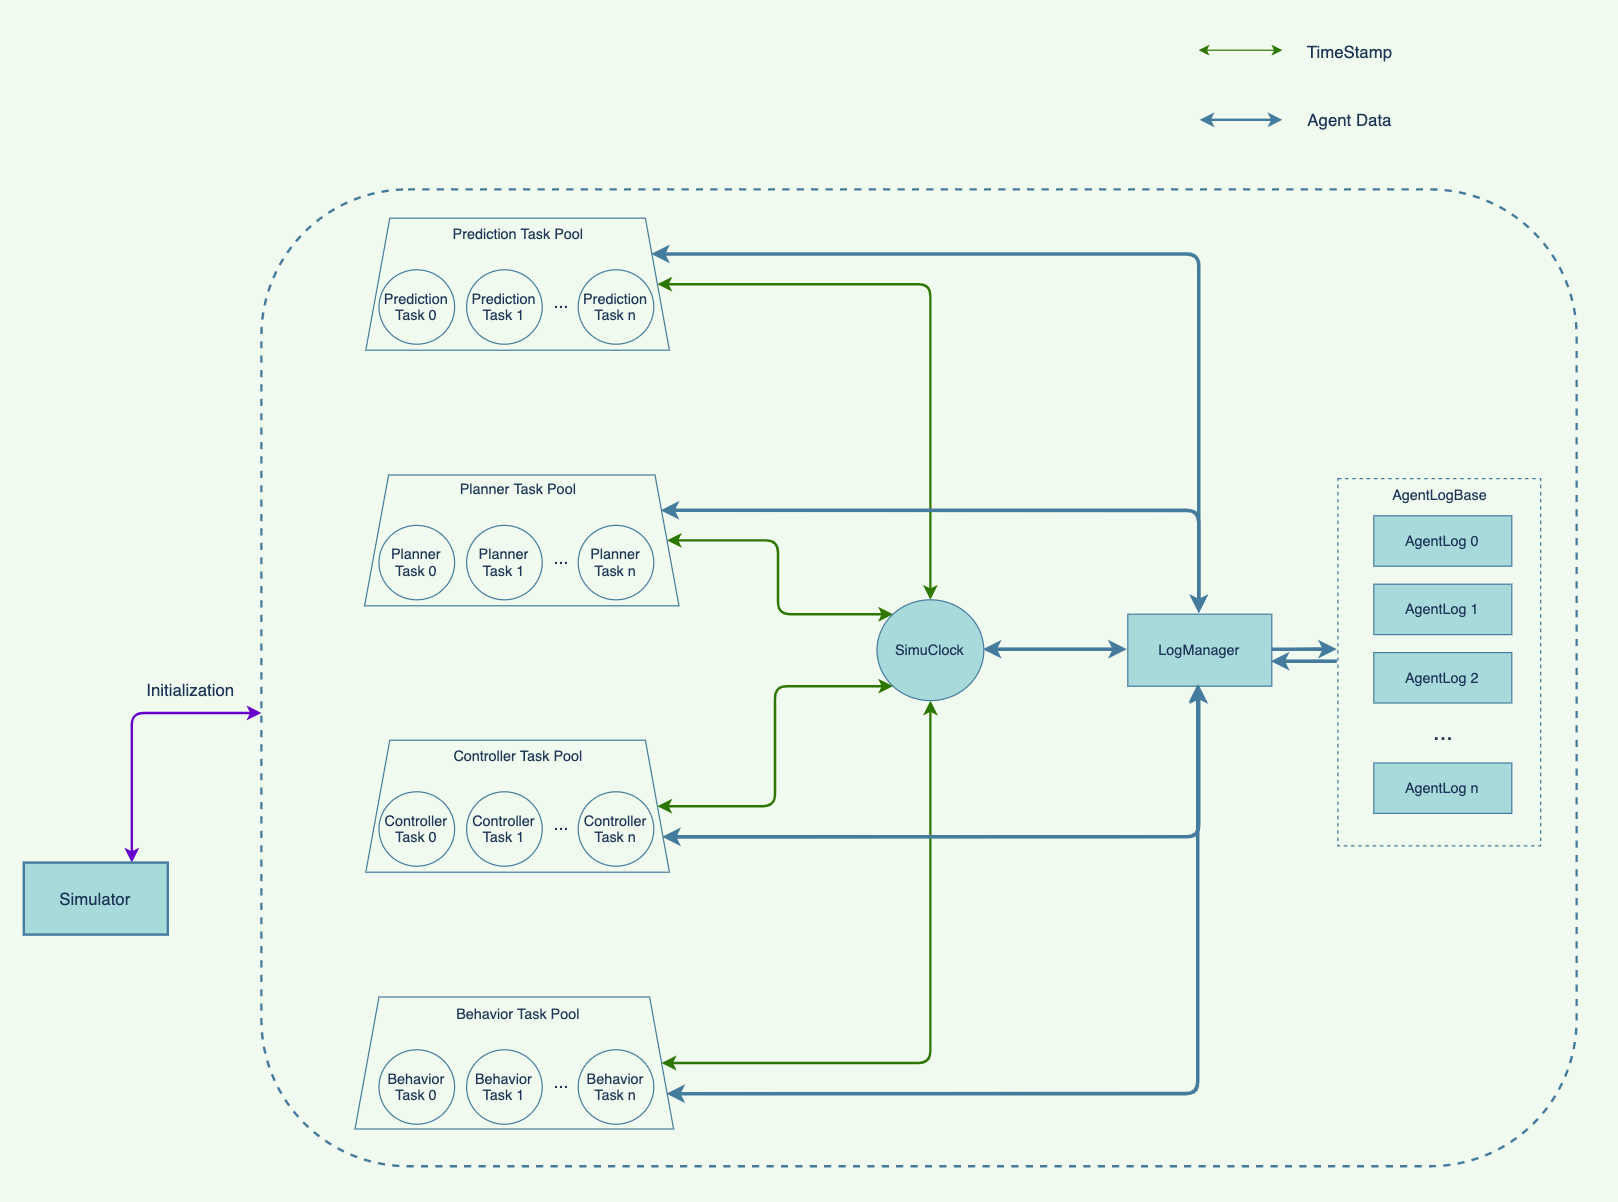 TimeStamp
Agent Data
Prediction Task Pool
Prediction
Task 0
Prediction
Task 1
...
Prediction
Task n
Planner Task Pool
Planner
Task 0
Planner
Task 1
...
Planner
Task n
AgentLogBase
AgentLog 0
AgentLog 1
AgentLog 2
...
AgentLog n
SimuClock
LogManager
Initialization
Simulator
Controller Task Pool
Controller
Task 0
Controller
Task 1
...
Controller
Task n
Behavior Task Pool
Behavior
Task 0
Behavior
Task 1
...
Behavior
Task n